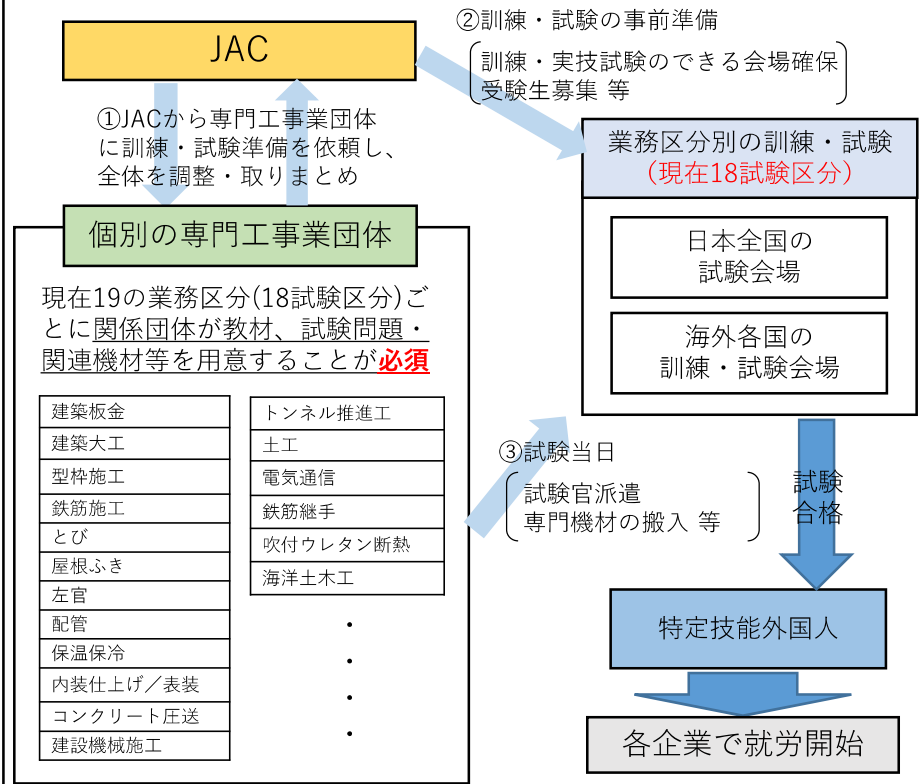 JAC
①JACから専門工事業団体
に訓練・試験準備を依頼し、
全体を調整・取りまとめ
②訓練・試験の事前準備
訓練・実技試験のできる会場確保
受験生募集 等
個別の専門工事業団体
現在19の業務区分(18試験区分)ご
とに関係団体が教材、試験問題・
関連機材等を用意することが必須
建築板金
建築大工
型枠施工
鉄筋施工
とび
屋根ふき
左官
配管
保温保冷
内装仕上げ／表装
コンクリート圧送
建設機械施工
トンネル推進工
土工
電気通信
鉄筋継手
吹付ウレタン断熱
海洋土木工
・
・
・
・
③試験当日
試験官派遣
専門機材の搬入 等
業務区分別の訓練・試験
（現在18試験区分）
日本全国の
試験会場
海外各国の
訓練・試験会場
試験
合格
特定技能外国人
各企業で就労開始